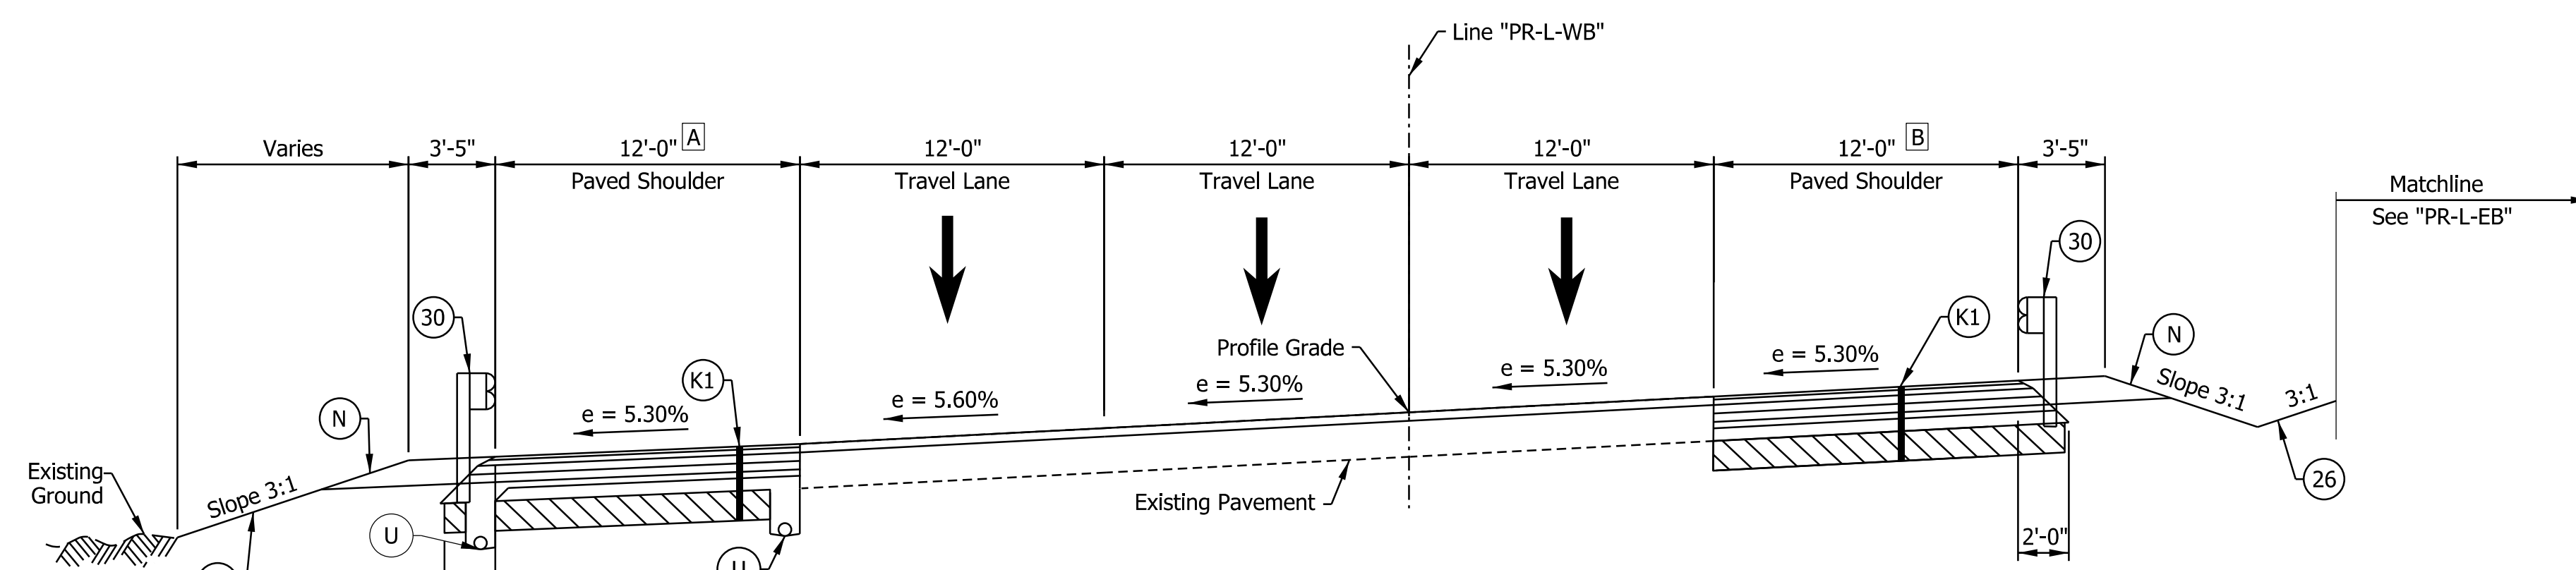 Line "PR-L-WB"
Varies
3'-5"
12'-0" A
12'-0"
12'-0"
12'-0"
12'-0" B
3'-5"
Paved Shoulder
Travel Lane
Travel Lane
Travel Lane
Paved Shoulder
Matchline
See "PR-L-EB"
30
30
K1
K1
N
N
Profile Grade
e = 5.30%
e = 5.60%
e = 5.30%
e = 5.30%
e = 5.30%
Slope 3:1
3:1
Existing
Ground
Slope 3:1
Existing Pavement
26
U
U
2'-0"